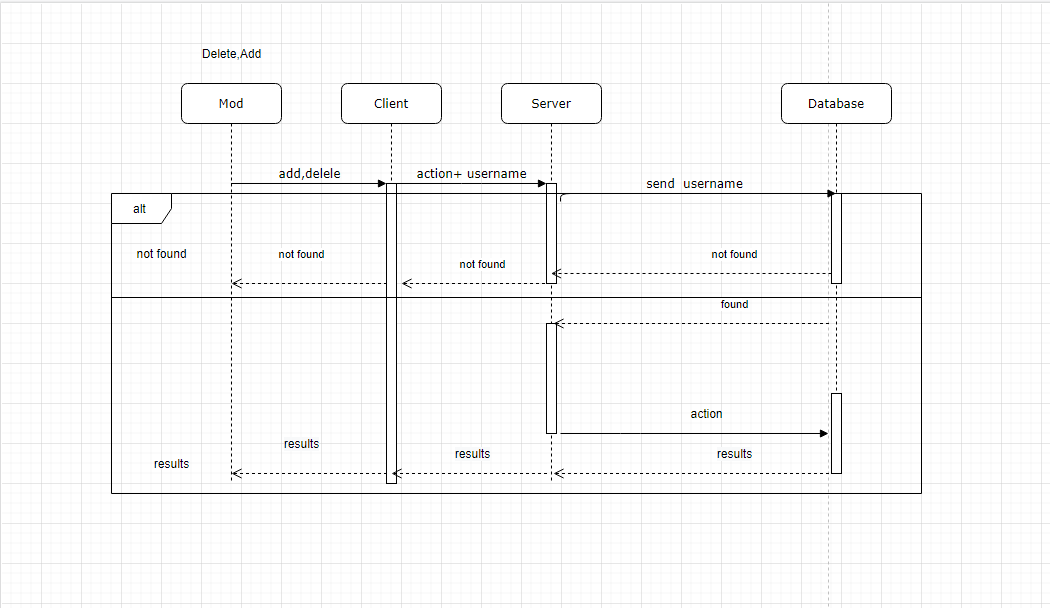 Delete,Add
Mod
Client
Server
Database
add,delele
action+ username
send username
alt
not found
not found
not found
not found
found
action
results
results
results
results